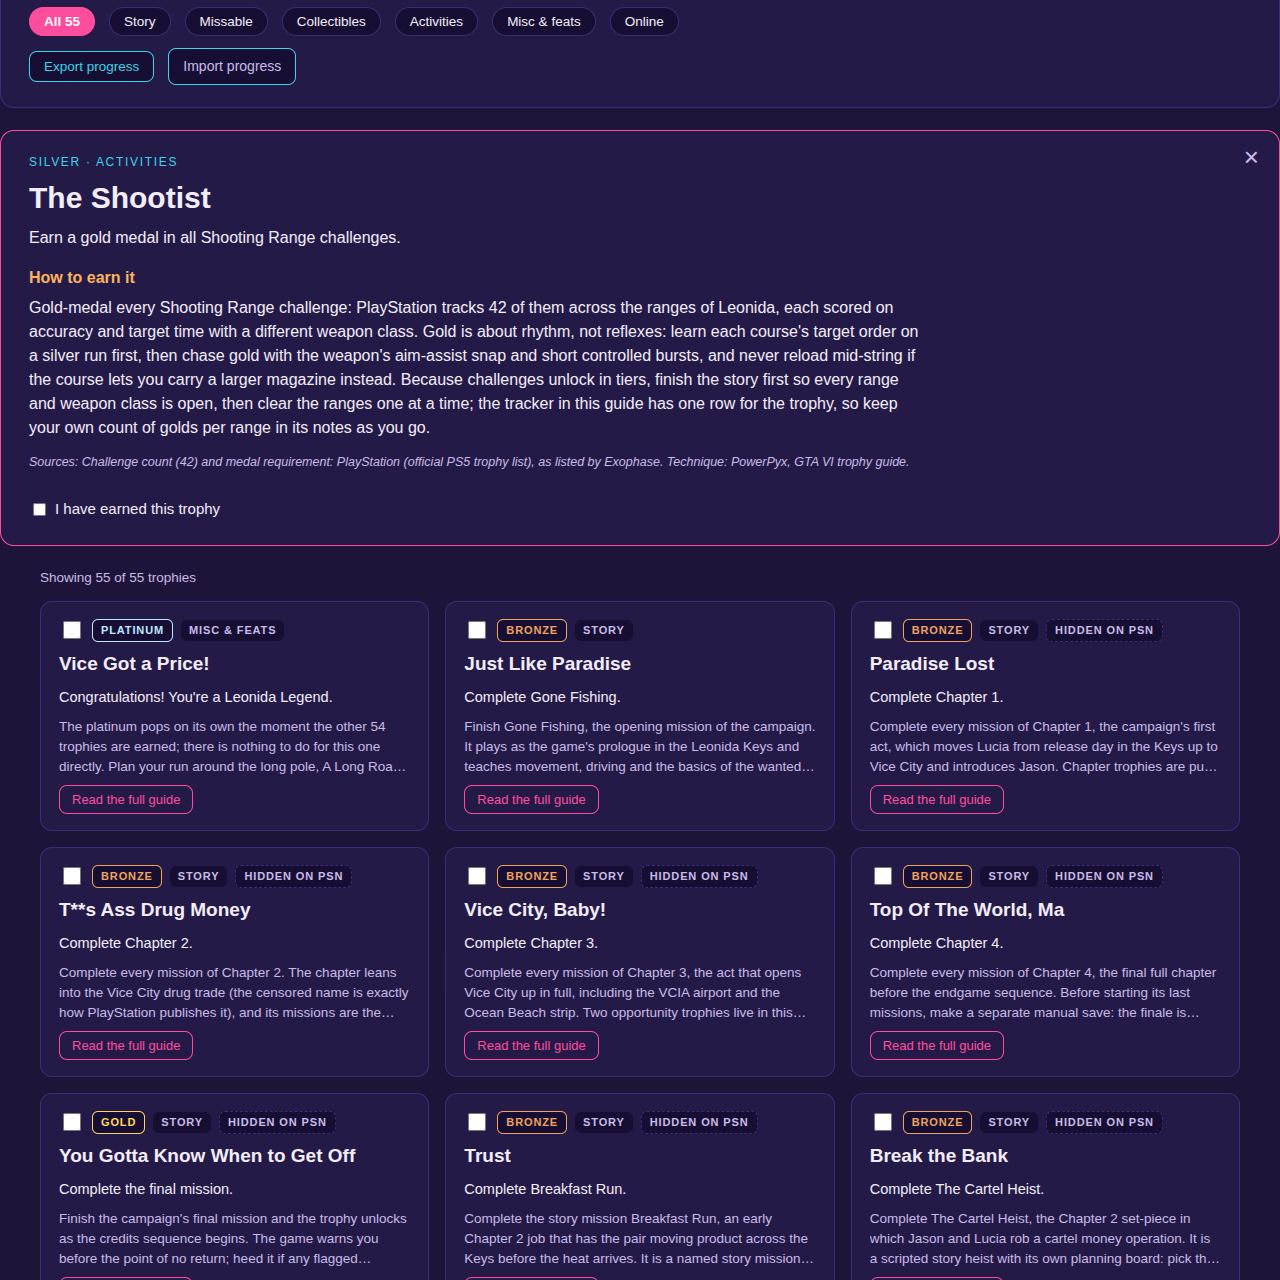 All 55 Story Missable Collectibles Activities Misc & feats Online
Export progress Import progress
SILVER · ACTIVITIES
The Shootist
Earn a gold medal in all Shooting Range challenges.
How to earn it
Gold-medal every Shooting Range challenge: PlayStation tracks 42 of them across the ranges of Leonida, each scored on
accuracy and target time with a different weapon class. Gold is about rhythm, not reflexes: learn each course's target order on
a silver run first, then chase gold with the weapon's aim-assist snap and short controlled bursts, and never reload mid-string if
the course lets you carry a larger magazine instead. Because challenges unlock in tiers, finish the story first so every range
and weapon class is open, then clear the ranges one at a time; the tracker in this guide has one row for the trophy, so keep
your own count of golds per range in its notes as you go.
Sources: Challenge count (42) and medal requirement: PlayStation (official PS5 trophy list), as listed by Exophase. Technique: PowerPyx, GTA VI trophy guide.
I have earned this trophy
Showing 55 of 55 trophies
PLATINUM MISC & FEATS
Vice Got a Price!
Congratulations! You're a Leonida Legend.
The platinum pops on its own the moment the other 54
trophies are earned; there is nothing to do for this one
directly. Plan your run around the long pole, A Long Roa…
Read the full guide
BRONZE STORY
Just Like Paradise
Complete Gone Fishing.
Finish Gone Fishing, the opening mission of the campaign.
It plays as the game's prologue in the Leonida Keys and
teaches movement, driving and the basics of the wanted…
Read the full guide
BRONZE STORY HIDDEN ON PSN
Paradise Lost
Complete Chapter 1.
Complete every mission of Chapter 1, the campaign's first
act, which moves Lucia from release day in the Keys up to
Vice City and introduces Jason. Chapter trophies are pu…
Read the full guide
BRONZE STORY HIDDEN ON PSN
T**s Ass Drug Money
Complete Chapter 2.
Complete every mission of Chapter 2. The chapter leans
into the Vice City drug trade (the censored name is exactly
how PlayStation publishes it), and its missions are the…
Read the full guide
BRONZE STORY HIDDEN ON PSN
Vice City, Baby!
Complete Chapter 3.
Complete every mission of Chapter 3, the act that opens
Vice City up in full, including the VCIA airport and the
Ocean Beach strip. Two opportunity trophies live in this…
Read the full guide
BRONZE STORY HIDDEN ON PSN
Top Of The World, Ma
Complete Chapter 4.
Complete every mission of Chapter 4, the final full chapter
before the endgame sequence. Before starting its last
missions, make a separate manual save: the finale is…
Read the full guide
GOLD STORY HIDDEN ON PSN
You Gotta Know When to Get Off
Complete the final mission.
Finish the campaign's final mission and the trophy unlocks
as the credits sequence begins. The game warns you
before the point of no return; heed it if any flagged…
BRONZE STORY HIDDEN ON PSN
Trust
Complete Breakfast Run.
Complete the story mission Breakfast Run, an early
Chapter 2 job that has the pair moving product across the
Keys before the heat arrives. It is a named story mission…
BRONZE STORY HIDDEN ON PSN
Break the Bank
Complete The Cartel Heist.
Complete The Cartel Heist, the Chapter 2 set-piece in
which Jason and Lucia rob a cartel money operation. It is
a scripted story heist with its own planning board: pick th…